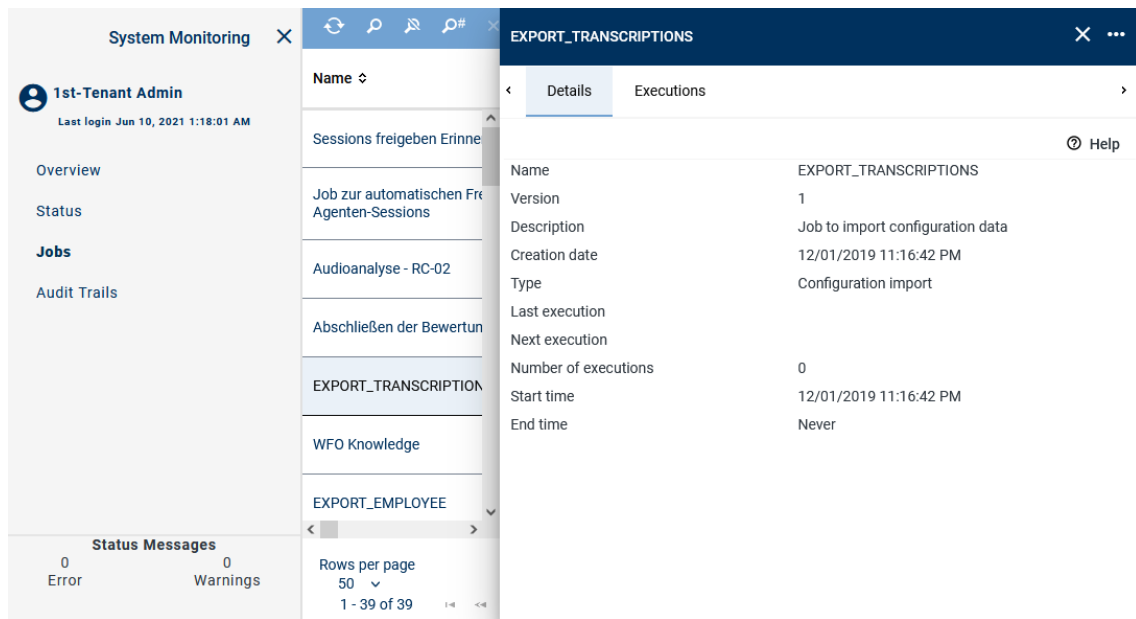 System Monitoring
1st-Tenant Admin
Last login Jun 10, 2021 1:18:01 AM
Overview
Status
Jobs
Audit Trails
Status Messages
0 0
Error Warnings
Name
Sessions freigeben Erinne
Job zur automatischen Fre
Agenten-Sessions
Audioanalyse - RC-02
Abschließen der Bewertun
EXPORT_TRANSCRIPTION
WFO Knowledge
EXPORT_EMPLOYEE
Rows per page
50
1 - 39 of 39
EXPORT_TRANSCRIPTIONS
Details Executions
Help
Name EXPORT_TRANSCRIPTIONS
Version 1
Description Job to import configuration data
Creation date 12/01/2019 11:16:42 PM
Type Configuration import
Last execution
Next execution
Number of executions 0
Start time 12/01/2019 11:16:42 PM
End time Never